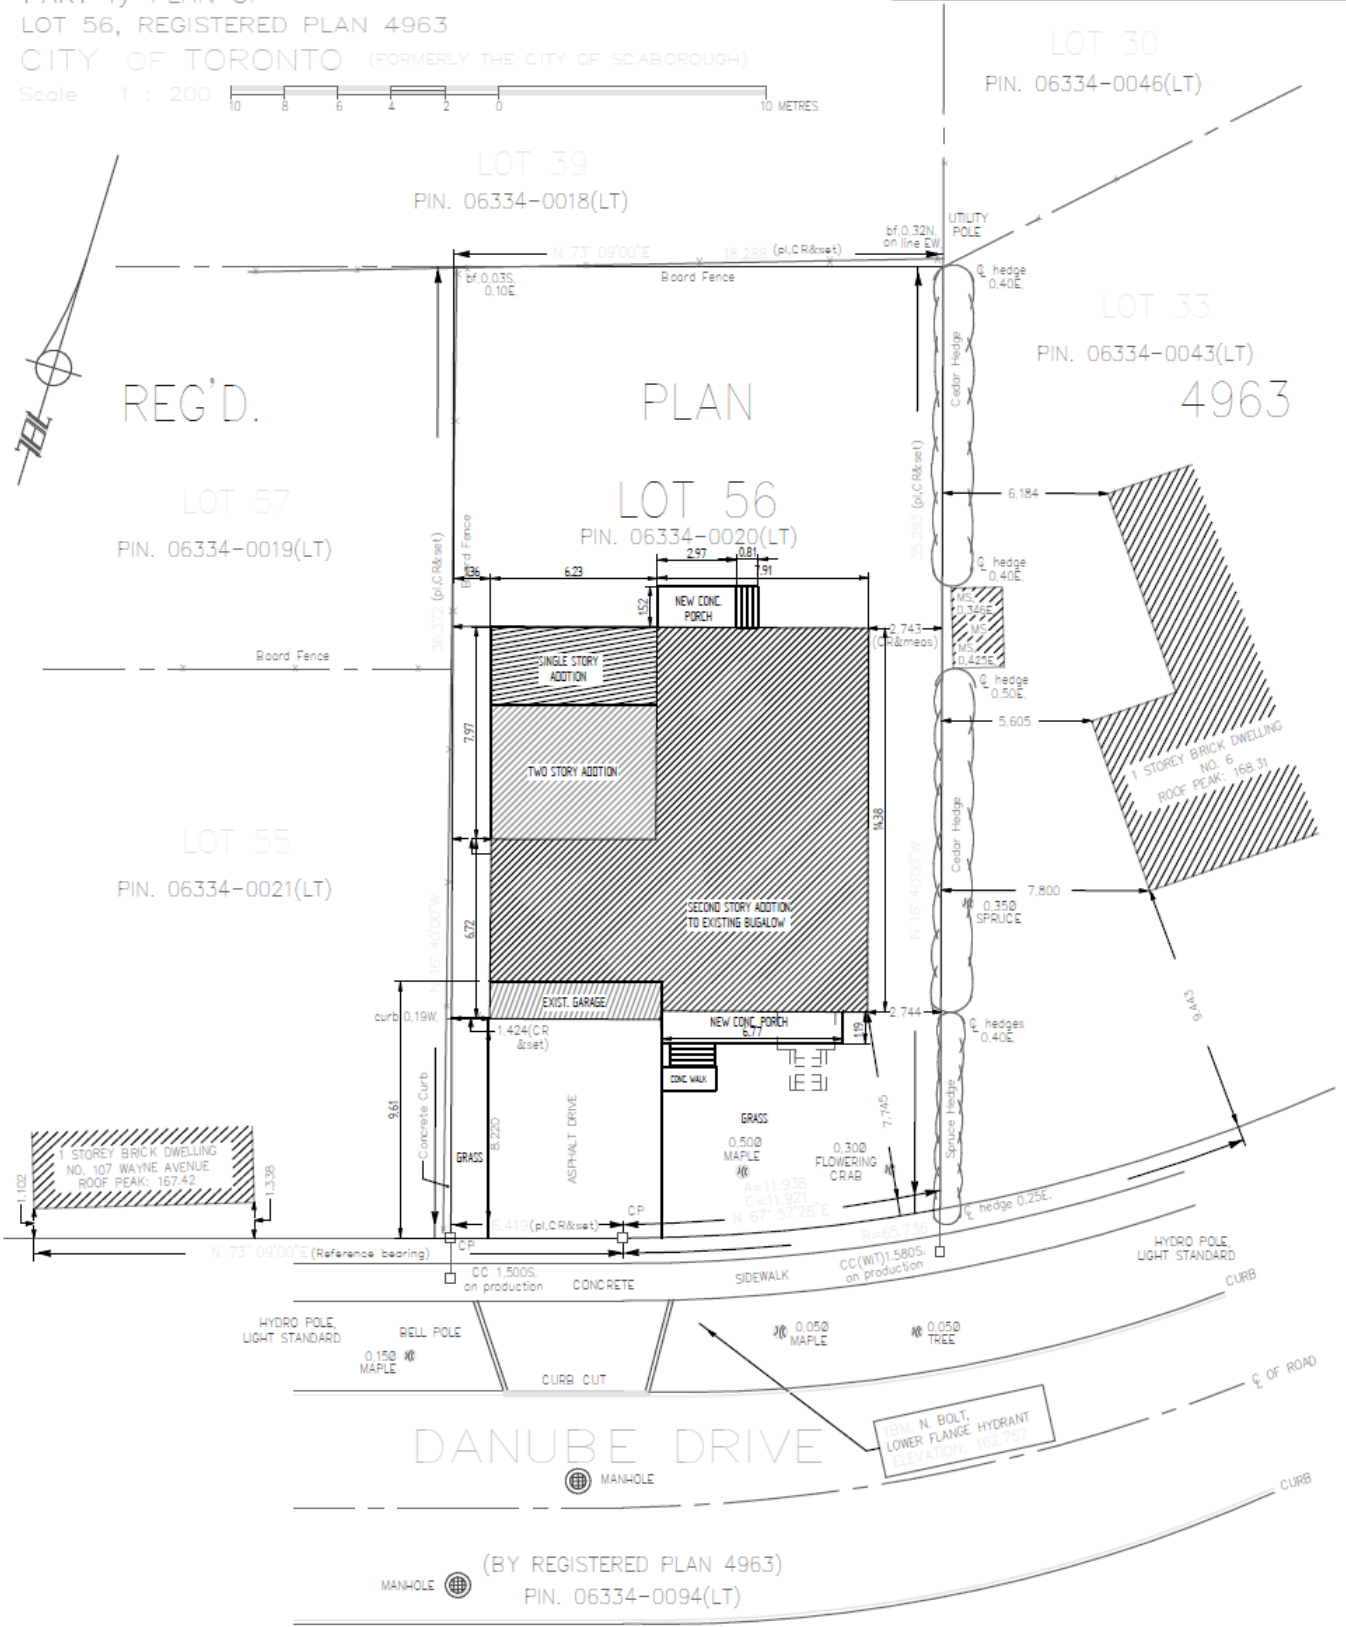 LOT 56, REGISTERED PLAN 4963
CITY OF TORONTO (FORMERLY THE CITY OF SCABOROUGH)
Scale 1 : 200
10 8 6 4 2 0 10 METRES
LOT 30
PIN. 06334-0046(LT)
LOT 39
PIN. 06334-0018(LT)
UTILITY
POLE
bf,0.32N,
on line EW,
N 73° 09'00"E 18.288 (pl,CR&set)
Board Fence
bf,0.03S,
0.10E,
℄ hedge
0.40E,
LOT 33
PIN. 06334-0043(LT)
REG'D. PLAN 4963
Cedar Hedge
35.293 (pl,CR&set)
LOT 57
PIN. 06334-0019(LT)
LOT 56
PIN. 06334-0020(LT)
6,184
36.372 (pl,CR&set)
Board Fence
1.36 6.23 2.97 0.81 7.91
℄ hedge
0.40E,
NEW CONC.
PORCH
1.52
MS,
0.346E,
MS
MS,
0.425E,
2,743
(CR&meas)
Board Fence
SINGLE STORY
ADDTION
℄ hedge
0.50E,
5,605
7.97
TWO STORY ADDTION
1 STOREY BRICK DWELLING
NO. 6
ROOF PEAK: 168.31
14.38
LOT 55
PIN. 06334-0021(LT)
Cedar Hedge
7,800
0.350
SPRUCE
N 16° 40'00"W
N 16° 40'00"W
6.72
SECOND STORY ADDTION
TO EXISTING BUGALOW
EXIST. GARAGE
curb 0.19W,
1.424(CR
&set)
NEW CONC. PORCH
6.77
1.19
2,744
℄ hedges
0.40E,
9,443
CONC. WALK
Concrete Curb
9.61
8.220
GRASS
ASPHALT DRIVE
GRASS
0.500
MAPLE
0.300
FLOWERING
CRAB
7,745
Spruce Hedge
1 STOREY BRICK DWELLING
NO. 107 WAYNE AVENUE
ROOF PEAK: 167.42
1.102
1.338
A=11.938
C=11.921
N 67° 57'26"E
R=65.736
℄ hedge 0.25E,
CP
6.419(pl,CR&set)
CP
N 73° 09'00"E (Reference bearing)
CC 1.500S,
on production
CONCRETE
SIDEWALK
CC(WIT)1.580S,
on production
HYDRO POLE,
LIGHT STANDARD
CURB
HYDRO POLE,
LIGHT STANDARD
BELL POLE
0.150
MAPLE
0.050
MAPLE
0.050
TREE
CURB CUT
℄ OF ROAD
TBM N. BOLT,
LOWER FLANGE HYDRANT
ELEVATION: 162.757
DANUBE DRIVE
MANHOLE
CURB
(BY REGISTERED PLAN 4963)
MANHOLE
PIN. 06334-0094(LT)